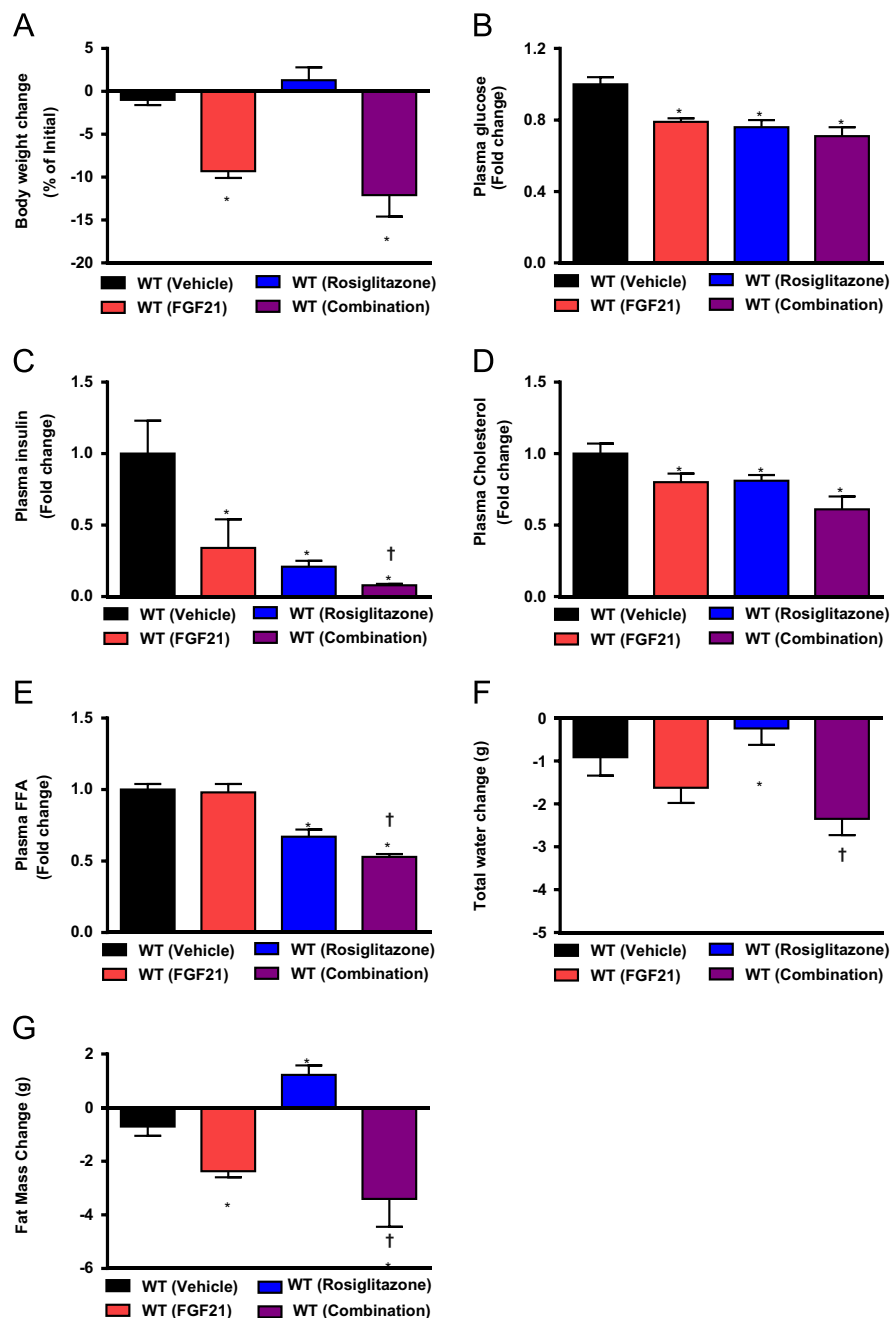 A
Body weight change
(% of Initial)
5
0
-5
-10
-15
-20
*
*
WT (Vehicle)
WT (Rosiglitazone)
WT (FGF21)
WT (Combination)
B
Plasma glucose
(Fold change)
1.2
0.8
0.4
0.0
*
*
*
WT (Vehicle)
WT (Rosiglitazone)
WT (FGF21)
WT (Combination)
C
Plasma insulin
(Fold change)
1.5
1.0
0.5
0.0
*
*
†
*
WT (Vehicle)
WT (Rosiglitazone)
WT (FGF21)
WT (Combination)
D
Plasma Cholesterol
(Fold change)
1.5
1.0
0.5
0.0
*
*
*
WT (Vehicle)
WT (Rosiglitazone)
WT (FGF21)
WT (Combination)
E
Plasma FFA
(Fold change)
1.5
1.0
0.5
0.0
*
†
*
WT (Vehicle)
WT (Rosiglitazone)
WT (FGF21)
WT (Combination)
F
Total water change (g)
0
-1
-2
-3
-4
-5
*
†
WT (Vehicle)
WT (Rosiglitazone)
WT (FGF21)
WT (Combination)
G
Fat Mass Change (g)
2
0
-2
-4
-6
*
*
†
*
WT (Vehicle)
WT (Rosiglitazone)
WT (FGF21)
WT (Combination)